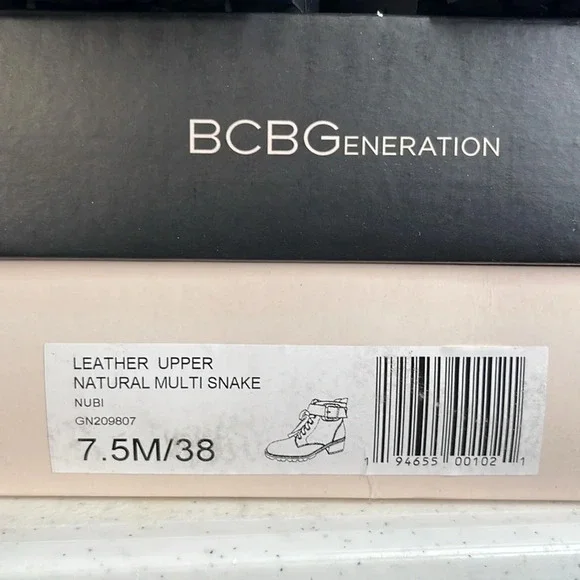 BCBGENERATION
LEATHER UPPER
NATURAL MULTI SNAKE
NUBI
GN209807
7.5M/38
1 94655 00102 1